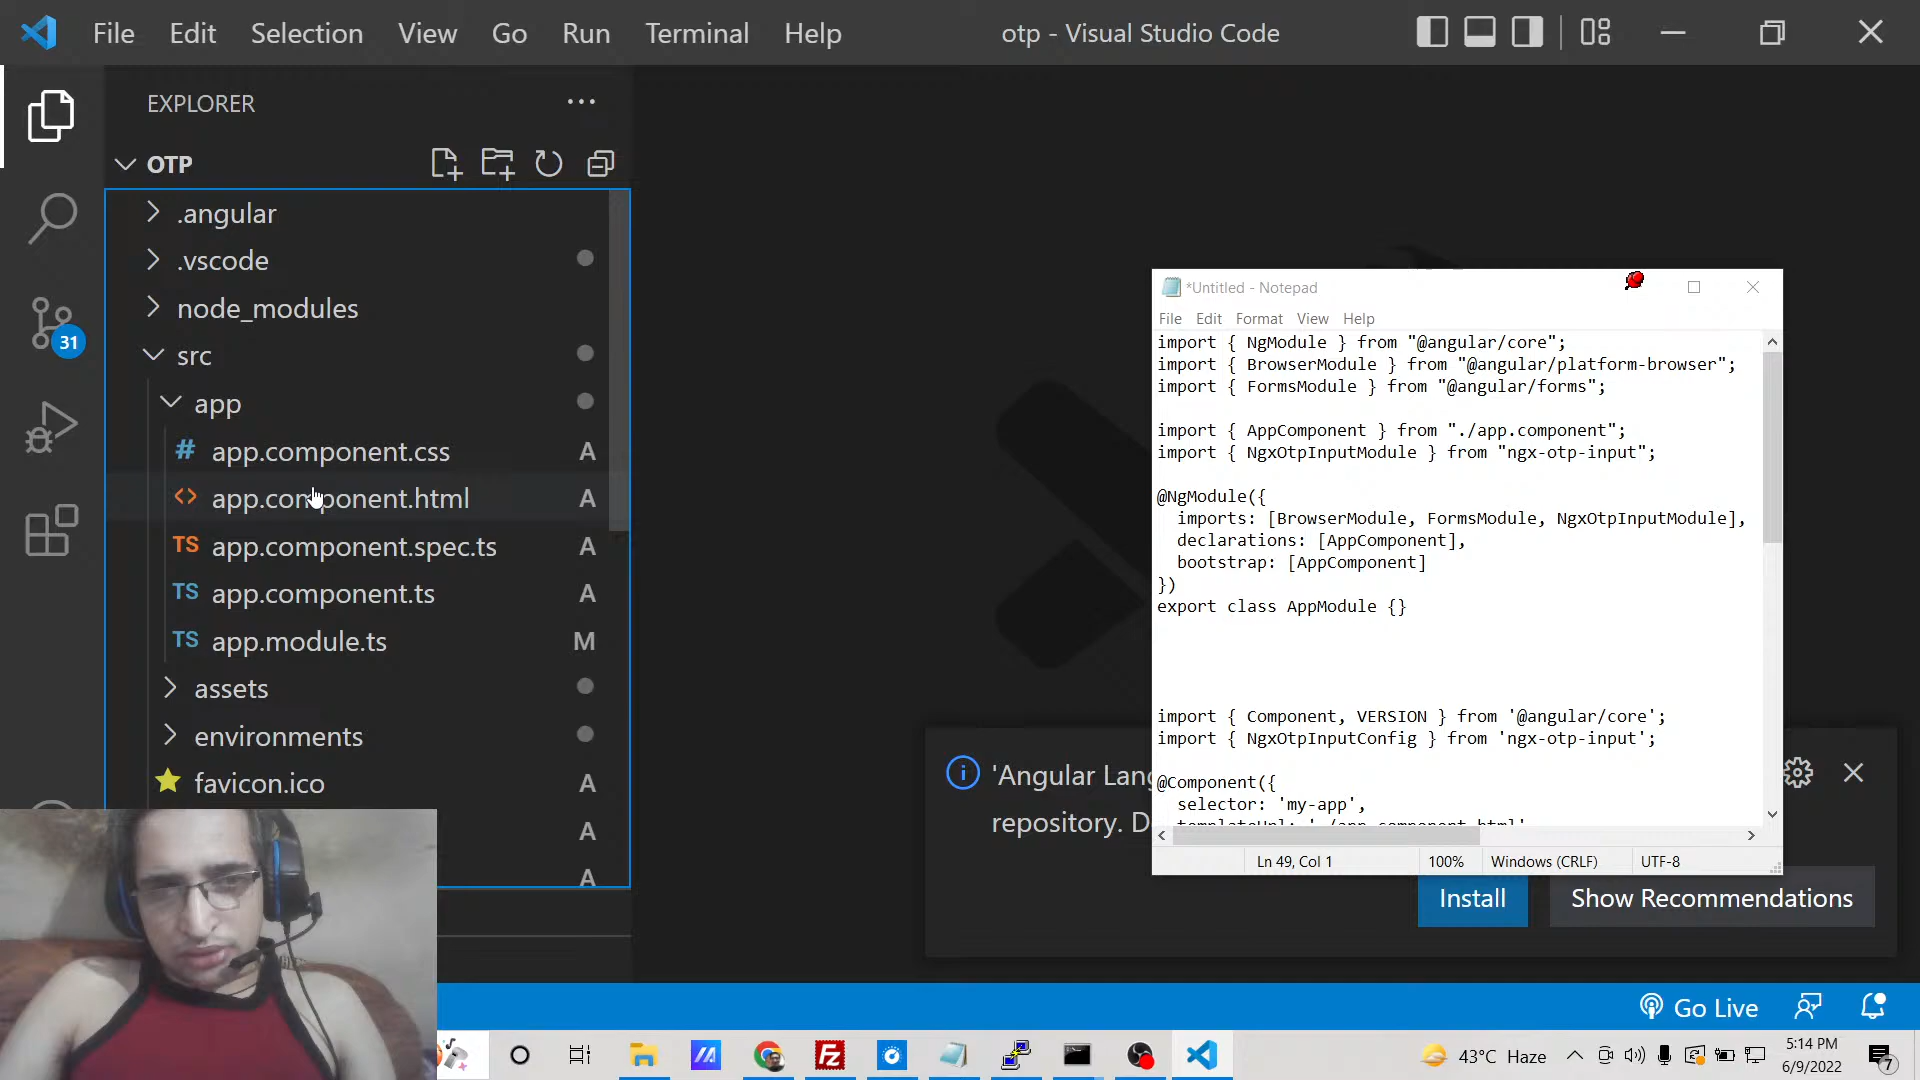 File Edit Selection View Go Run Terminal Help otp - Visual Studio Code
EXPLORER
OTP
.angular
.vscode
node_modules
31
src
app
app.component.css A
app.component.html A
TS app.component.spec.ts A
TS app.component.ts A
TS app.module.ts M
assets
environments
favicon.ico A
A
A
*Untitled - Notepad
File Edit Format View Help
import { NgModule } from "@angular/core";
import { BrowserModule } from "@angular/platform-browser";
import { FormsModule } from "@angular/forms";
import { AppComponent } from "./app.component";
import { NgxOtpInputModule } from "ngx-otp-input";
@NgModule({
imports: [BrowserModule, FormsModule, NgxOtpInputModule],
declarations: [AppComponent],
bootstrap: [AppComponent]
})
export class AppModule {}
import { Component, VERSION } from '@angular/core';
import { NgxOtpInputConfig } from 'ngx-otp-input';
@Component({
selector: 'my-app',
Ln 49, Col 1 100% Windows (CRLF) UTF-8
'Angular Lang
repository. D
Install Show Recommendations
Go Live
43°C Haze
5:14 PM
6/9/2022
7